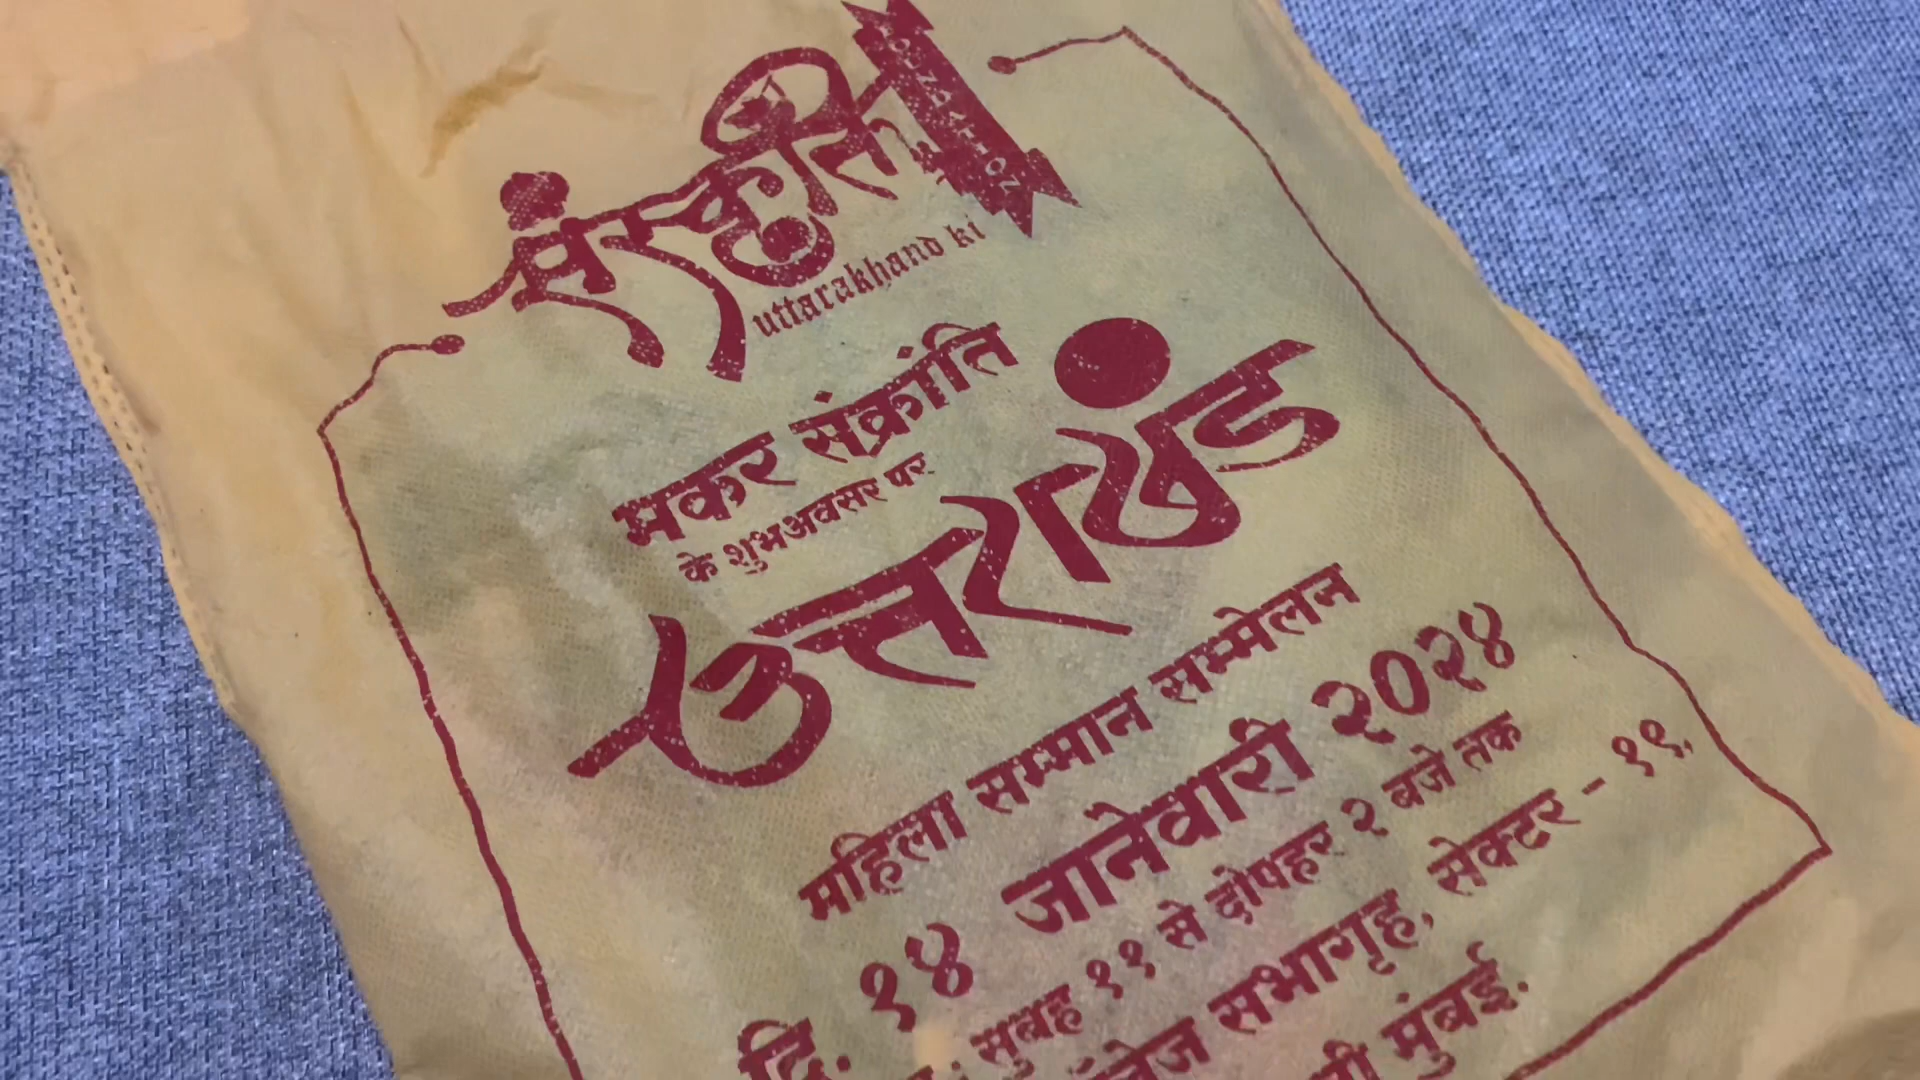 संस्कृति
FOUNDATION
uttarakhand ki
मकर संक्रांति
के शुभअवसर पर
उत्तराखंड
महिला सम्मान सम्मेलन
दि. १४ जानेवारी २०२४
सुबह ११ से दोपहर २ बजे तक
सभागृह, सेक्टर - १९,
मुंबई.